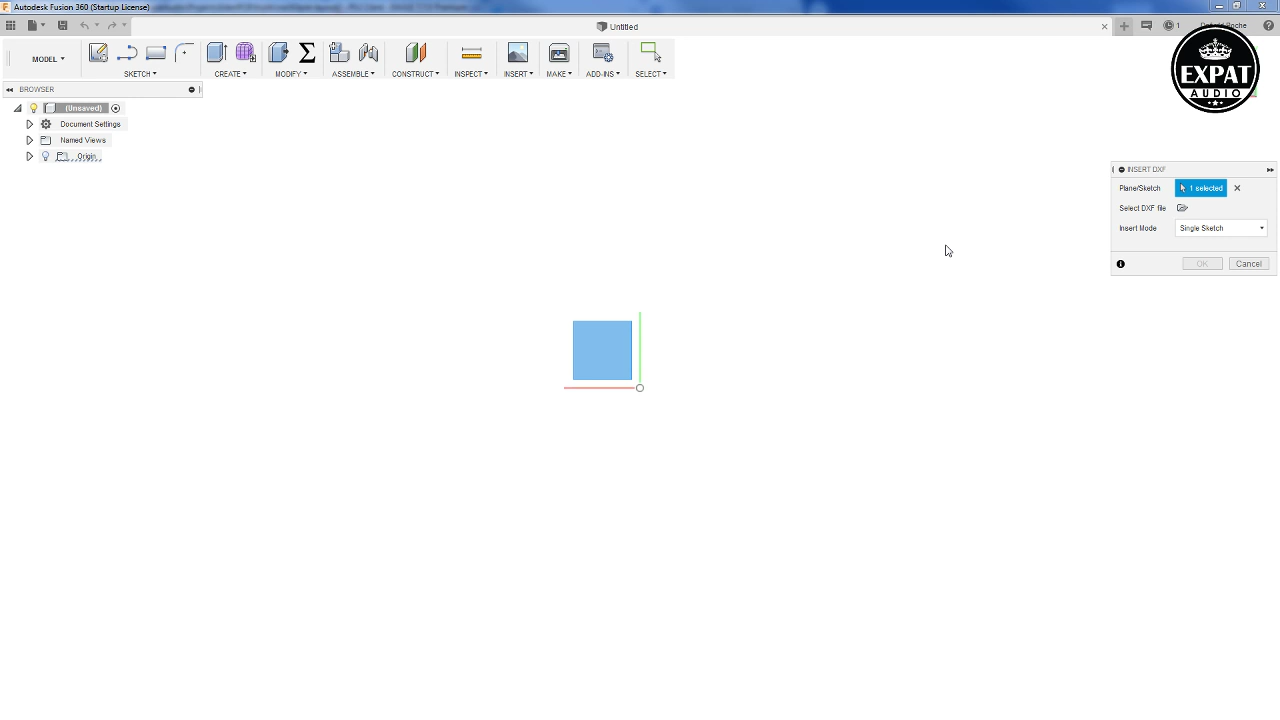 Autodesk Fusion 360 (Startup License)
Untitled
1
MODEL
SKETCH
CREATE
MODIFY
ASSEMBLE
CONSTRUCT
INSPECT
INSERT
MAKE
ADD-INS
SELECT
EXPAT
AUDIO
BROWSER
(Unsaved)
Document Settings
Named Views
Origin
INSERT DXF
Plane/Sketch 1 selected
Select DXF file
Insert Mode Single Sketch
OK Cancel